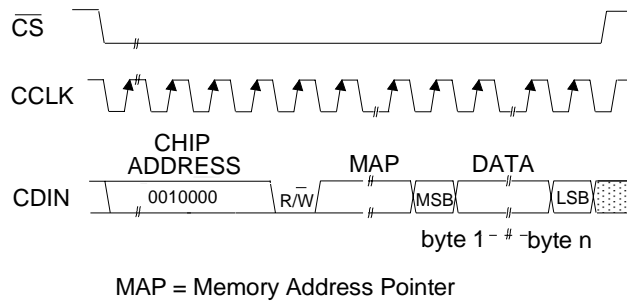 CS
CCLK
CHIP
ADDRESS
MAP
DATA
CDIN
0010000
R/W
MSB
LSB
byte 1
byte n
MAP = Memory Address Pointer